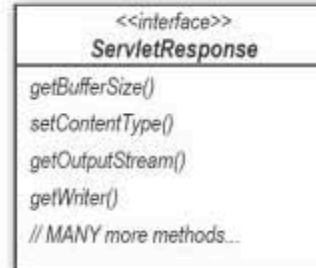 <<interface>>
ServletResponse
getBufferSize()
setContentType()
getOutputStream()
getWriter()
// MANY more methods...